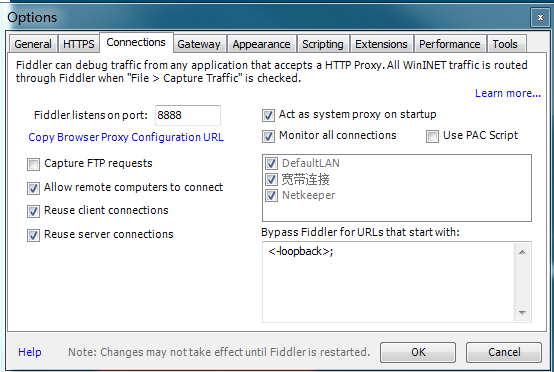 Options
General HTTPS Connections Gateway Appearance Scripting Extensions Performance Tools
Fiddler can debug traffic from any application that accepts a HTTP Proxy. All WinINET traffic is routed
through Fiddler when "File > Capture Traffic" is checked.
Learn more...
Fiddler listens on port: 8888
Copy Browser Proxy Configuration URL
Capture FTP requests
Allow remote computers to connect
Reuse client connections
Reuse server connections
Act as system proxy on startup
Monitor all connections Use PAC Script
DefaultLAN
宽带连接
Netkeeper
Bypass Fiddler for URLs that start with:
<-loopback>;
Help Note: Changes may not take effect until Fiddler is restarted. OK Cancel